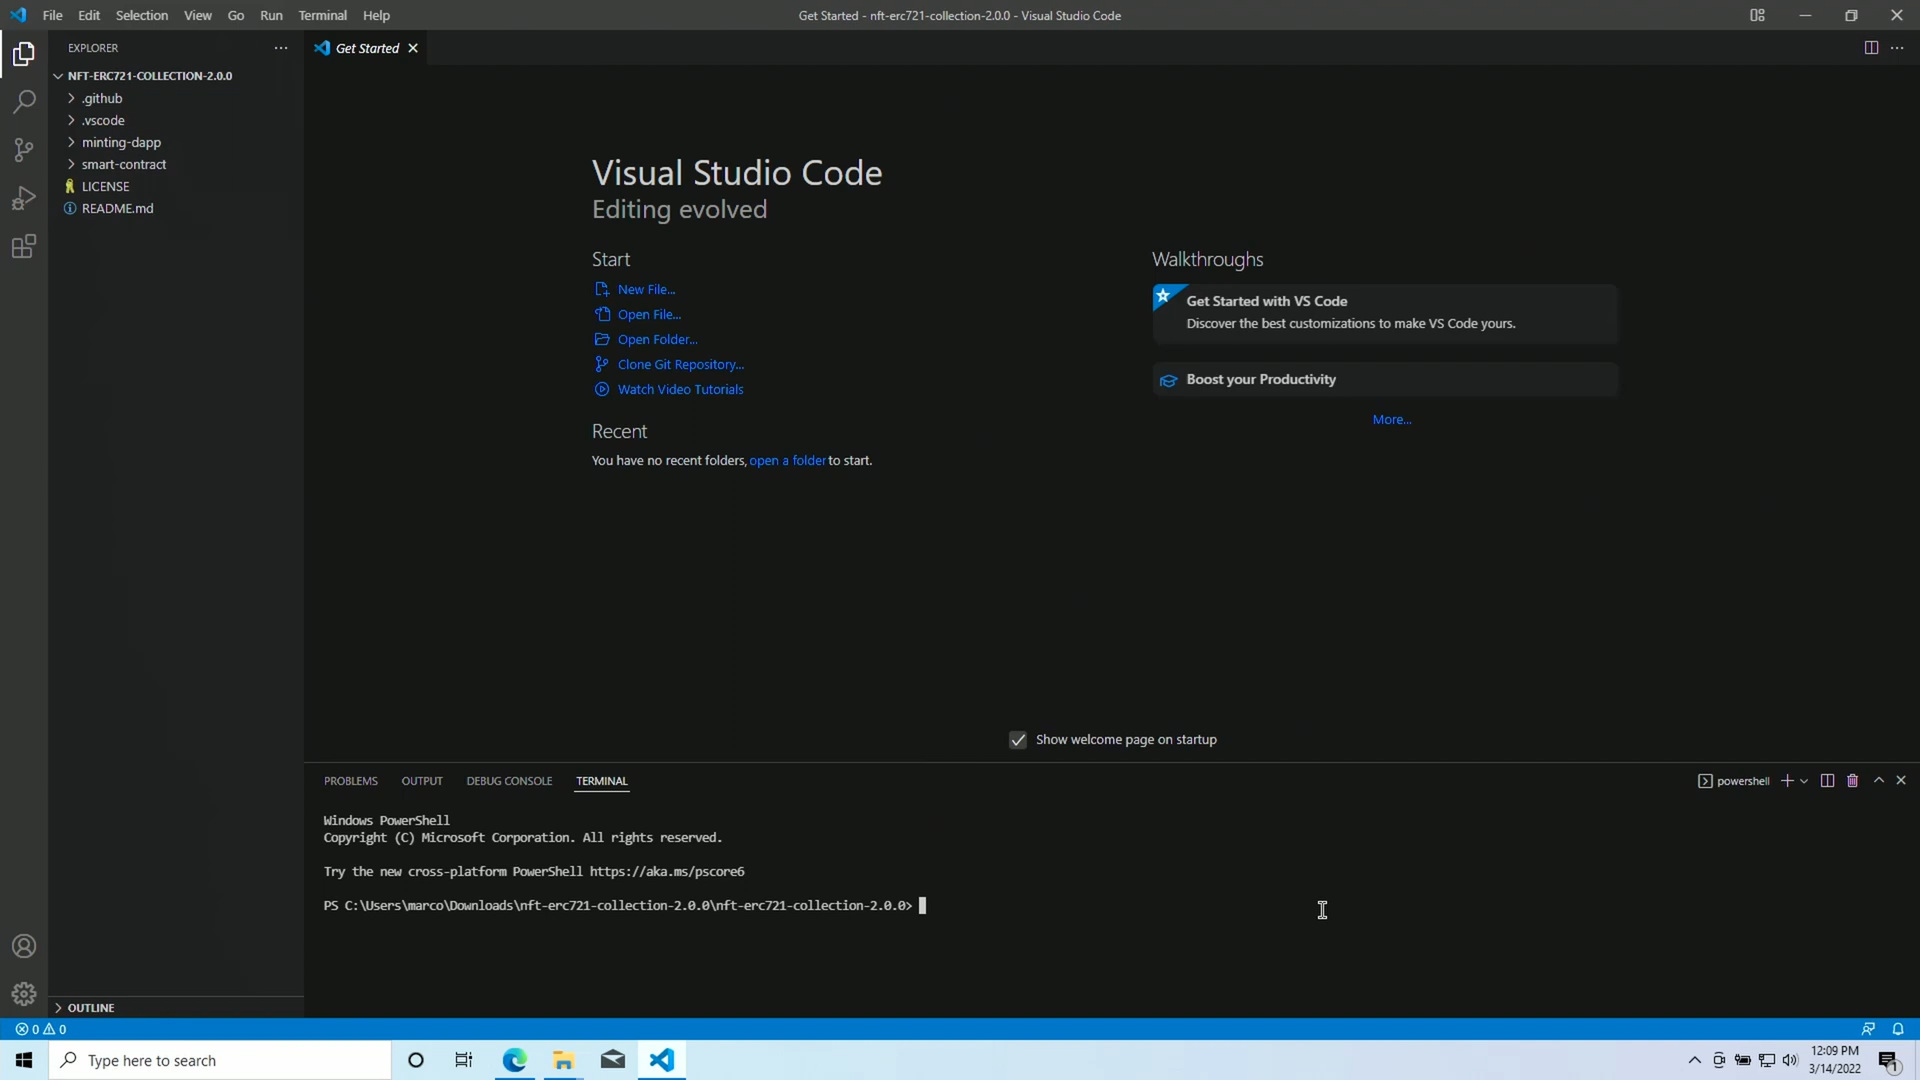 File Edit Selection View Go Run Terminal Help
Get Started - nft-erc721-collection-2.0.0 - Visual Studio Code
EXPLORER
Get Started
NFT-ERC721-COLLECTION-2.0.0
.github
.vscode
minting-dapp
smart-contract
LICENSE
README.md
OUTLINE
Visual Studio Code
Editing evolved
Start
New File...
Open File...
Open Folder...
Clone Git Repository...
Watch Video Tutorials
Recent
You have no recent folders, open a folder to start.
Walkthroughs
Get Started with VS Code
Discover the best customizations to make VS Code yours.
Boost your Productivity
More...
Show welcome page on startup
PROBLEMS OUTPUT DEBUG CONSOLE TERMINAL
powershell
Windows PowerShell
Copyright (C) Microsoft Corporation. All rights reserved.
Try the new cross-platform PowerShell https://aka.ms/pscore6
PS C:\Users\marco\Downloads\nft-erc721-collection-2.0.0\nft-erc721-collection-2.0.0>
0 0
Type here to search
12:09 PM
3/14/2022
1